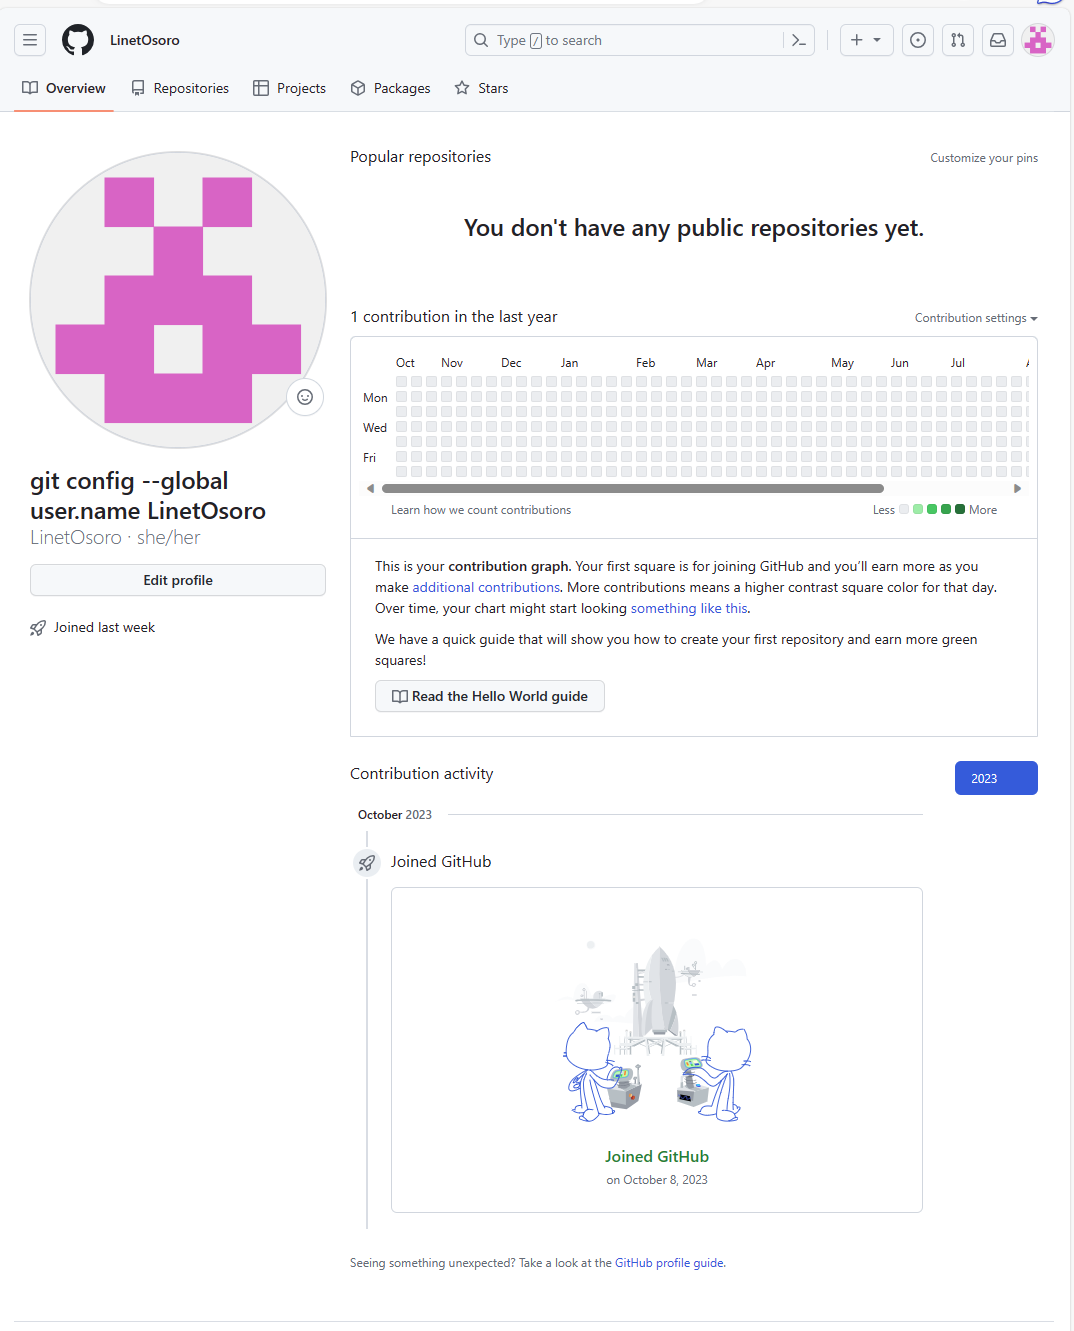 LinetOsoro
Type / to search
Overview
Repositories
Projects
Packages
Stars
git config --global
user.name LinetOsoro
LinetOsoro · she/her
Edit profile
Joined last week
Popular repositories
Customize your pins
You don't have any public repositories yet.
1 contribution in the last year
Contribution settings
Oct Nov Dec Jan Feb Mar Apr May Jun Jul
Mon
Wed
Fri
Learn how we count contributions
Less More
This is your contribution graph. Your first square is for joining GitHub and you’ll earn more as you
make additional contributions. More contributions means a higher contrast square color for that day.
Over time, your chart might start looking something like this.
We have a quick guide that will show you how to create your first repository and earn more green
squares!
Read the Hello World guide
Contribution activity
2023
October 2023
Joined GitHub
Joined GitHub
on October 8, 2023
Seeing something unexpected? Take a look at the GitHub profile guide.